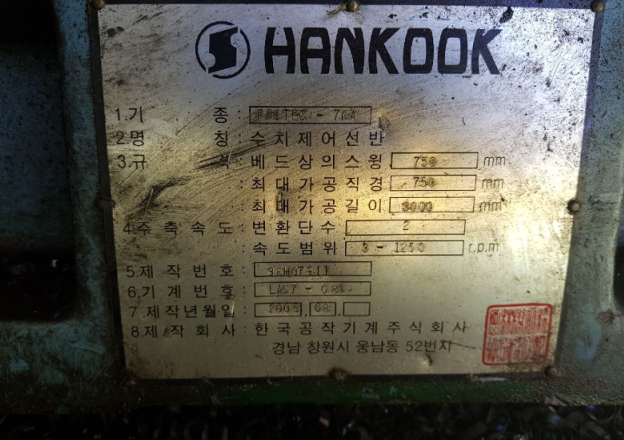 HANKOOK
1.기 종 :
2.명 칭 : 수치제어선반
3.규 격 : 베드상의스윙 750 mm
최대가공직경 750 mm
최대가공길이 3000 mm
4.주축속도 : 변환단수 2
속도범위 3 - 1250 r.p.m
5.제작번호 :
6.기계번호 :
7.제작년월일 : 2005. 08.
8.제작회사 : 한국공작기계주식회사
경남 창원시 웅남동 52번지